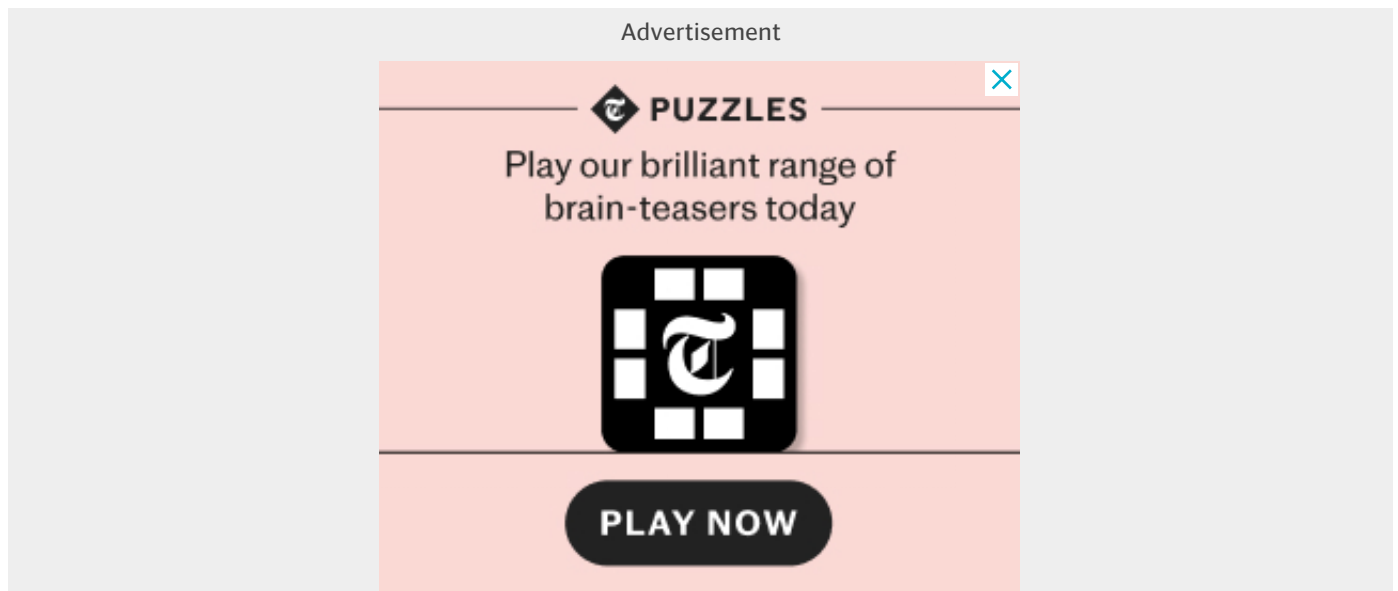 Advertisement
T PUZZLES
Play our brilliant range of
brain-teasers today
T
PLAY NOW